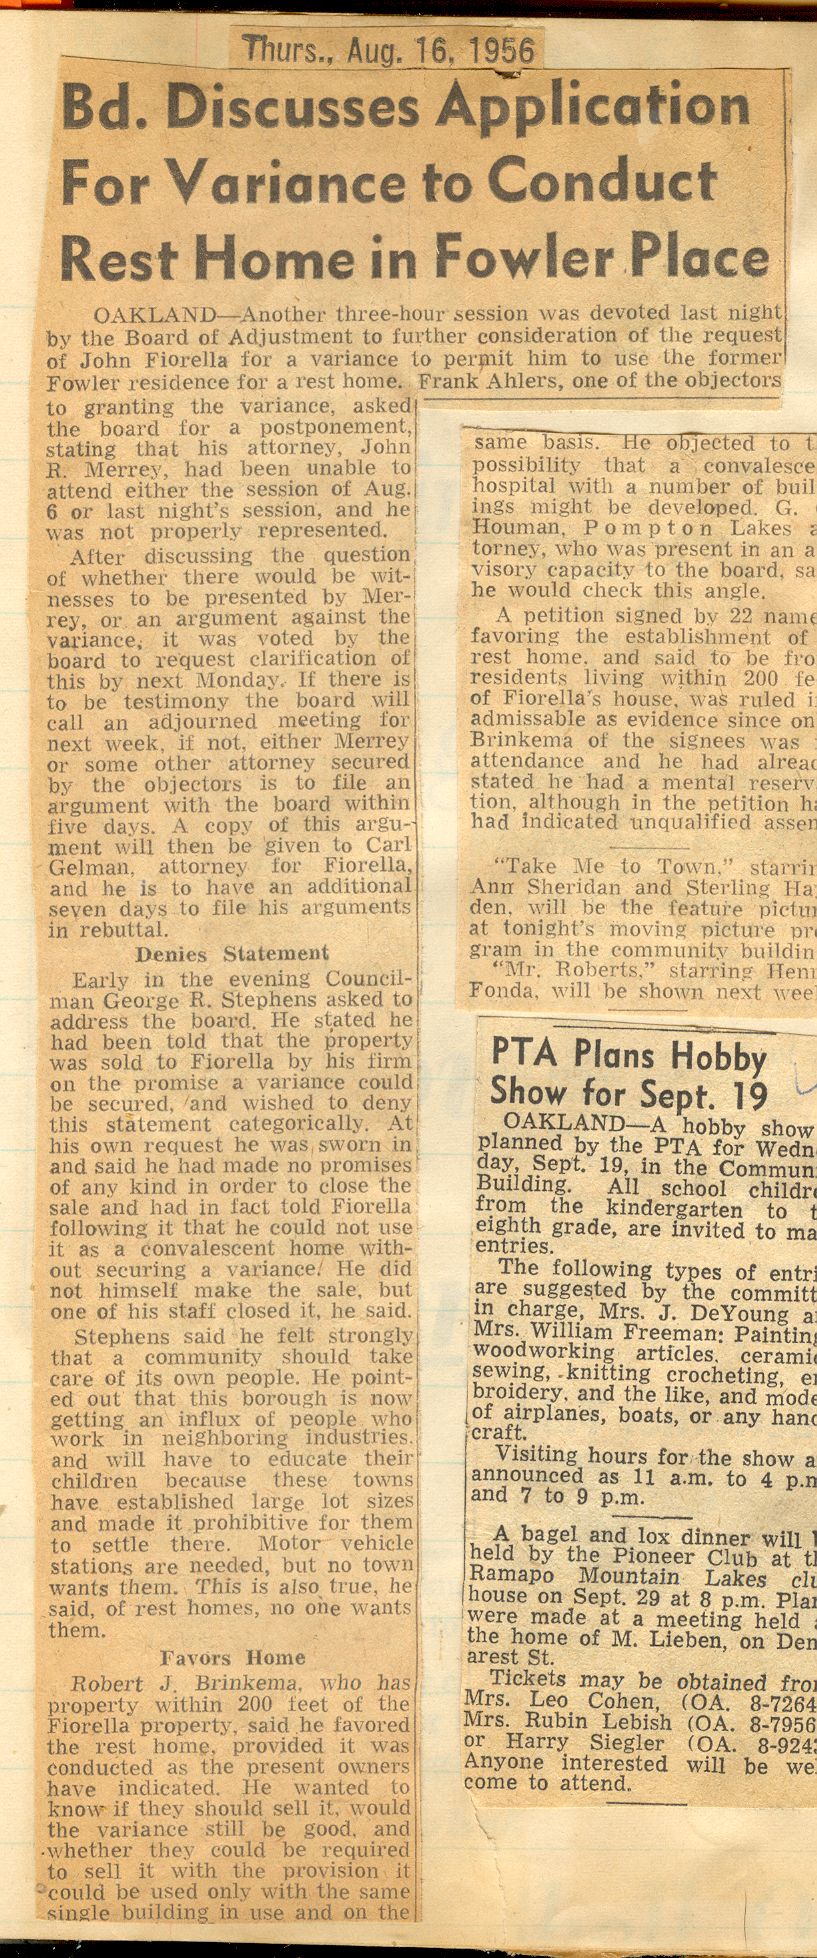 Thurs., Aug. 16, 1956
Bd. Discusses Application
For Variance to Conduct
Rest Home in Fowler Place
OAKLAND—Another three-hour session was devoted last night
by the Board of Adjustment to further consideration of the request
of John Fiorella for a variance to permit him to use the former
Fowler residence for a rest home. Frank Ahlers, one of the objectors
to granting the variance, asked
the board for a postponement,
stating that his attorney, John
R. Merrey, had been unable to
attend either the session of Aug.
6 or last night's session, and he
was not properly represented.
After discussing the question
of whether there would be wit-
nesses to be presented by Mer-
rey, or an argument against the
variance, it was voted by the
board to request clarification of
this by next Monday. If there is
to be testimony the board will
call an adjourned meeting for
next week, if not, either Merrey
or some other attorney secured
by the objectors is to file an
argument with the board within
five days. A copy of this argu-
ment will then be given to Carl
Gelman, attorney for Fiorella,
and he is to have an additional
seven days to file his arguments
in rebuttal.
Denies Statement
Early in the evening Council-
man George R. Stephens asked to
address the board. He stated he
had been told that the property
was sold to Fiorella by his firm
on the promise a variance could
be secured, and wished to deny
this statement categorically. At
his own request he was sworn in
and said he had made no promises
of any kind in order to close the
sale and had in fact told Fiorella
following it that he could not use
it as a convalescent home with-
out securing a variance. He did
not himself make the sale, but
one of his staff closed it, he said.
Stephens said he felt strongly
that a community should take
care of its own people. He point-
ed out that this borough is now
getting an influx of people who
work in neighboring industries,
and will have to educate their
children because these towns
have established large lot sizes
and made it prohibitive for them
to settle there. Motor vehicle
stations are needed, but no town
wants them. This is also true, he
said, of rest homes, no one wants
them.
Favors Home
Robert J. Brinkema, who has
property within 200 feet of the
Fiorella property, said he favored
the rest home, provided it was
conducted as the present owners
have indicated. He wanted to
know if they should sell it, would
the variance still be good, and
whether they could be required
to sell it with the provision it
could be used only with the same
single building in use and on the
same basis. He objected to t
possibility that a convalesce
hospital with a number of buil
ings might be developed. G.
Houman, Pompton Lakes a
torney, who was present in an a
visory capacity to the board, sa
he would check this angle.
A petition signed by 22 name
favoring the establishment of
rest home, and said to be fro
residents living within 200 fe
of Fiorella's house, was ruled i
admissable as evidence since on
Brinkema of the signees was
attendance and he had alread
stated he had a mental reserv
tion, although in the petition h
had indicated unqualified assen
"Take Me to Town," starrin
Ann Sheridan and Sterling Hay
den, will be the feature pictu
at tonight's moving picture pr
gram in the community buildin
"Mr. Roberts," starring Hen
Fonda, will be shown next wee
PTA Plans Hobby
Show for Sept. 19
OAKLAND—A hobby show
planned by the PTA for Wedn
day, Sept. 19, in the Commun
Building. All school childr
from the kindergarten to t
eighth grade, are invited to ma
entries.
The following types of entri
are suggested by the committ
in charge, Mrs. J. DeYoung a
Mrs. William Freeman: Painting
woodworking articles, cerami
sewing, knitting crocheting, e
broidery, and the like, and mode
of airplanes, boats, or any hand
craft.
Visiting hours for the show a
announced as 11 a.m. to 4 p.m
and 7 to 9 p.m.
A bagel and lox dinner will
held by the Pioneer Club at t
Ramapo Mountain Lakes clu
house on Sept. 29 at 8 p.m. Plan
were made at a meeting held
the home of M. Lieben, on Dem
arest St.
Tickets may be obtained fro
Mrs. Leo Cohen, (OA. 8-7264
Mrs. Rubin Lebish (OA. 8-7956
or Harry Siegler (OA. 8-924
Anyone interested will be wel
come to attend.